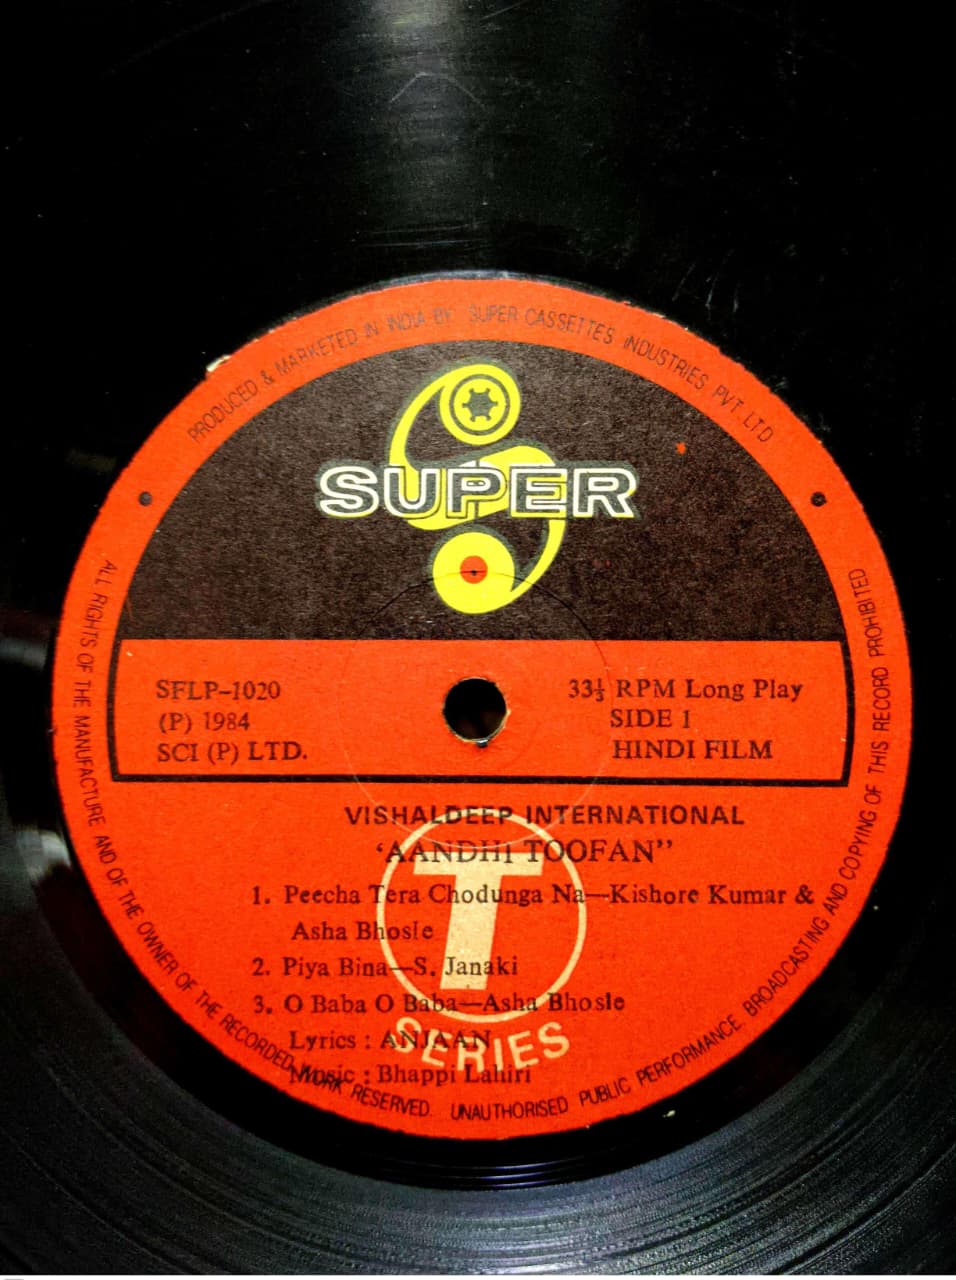 PRODUCED & MARKETED IN INDIA BY SUPER CASSETTES INDUSTRIES PVT LTD
SUPER
SFLP-1020
(P) 1984
SCI (P) LTD.
33⅓ RPM Long Play
SIDE 1
HINDI FILM
VISHALDEEP INTERNATIONAL
‘AANDHI TOOFAN”
1. Peecha Tera Chodunga Na—Kishore Kumar &
Asha Bhosle
2. Piya Bina—S. Janaki
3. O Baba O Baba—Asha Bhosle
Lyrics : ANJAAN
Music : Bhappi Lahiri
T
SERIES
ALL RIGHTS OF THE MANUFACTURE AND OF THE OWNER OF THE RECORDED WORK RESERVED. UNAUTHORISED PUBLIC PERFORMANCE BROADCASTING AND COPYING OF THIS RECORD PROHIBITED